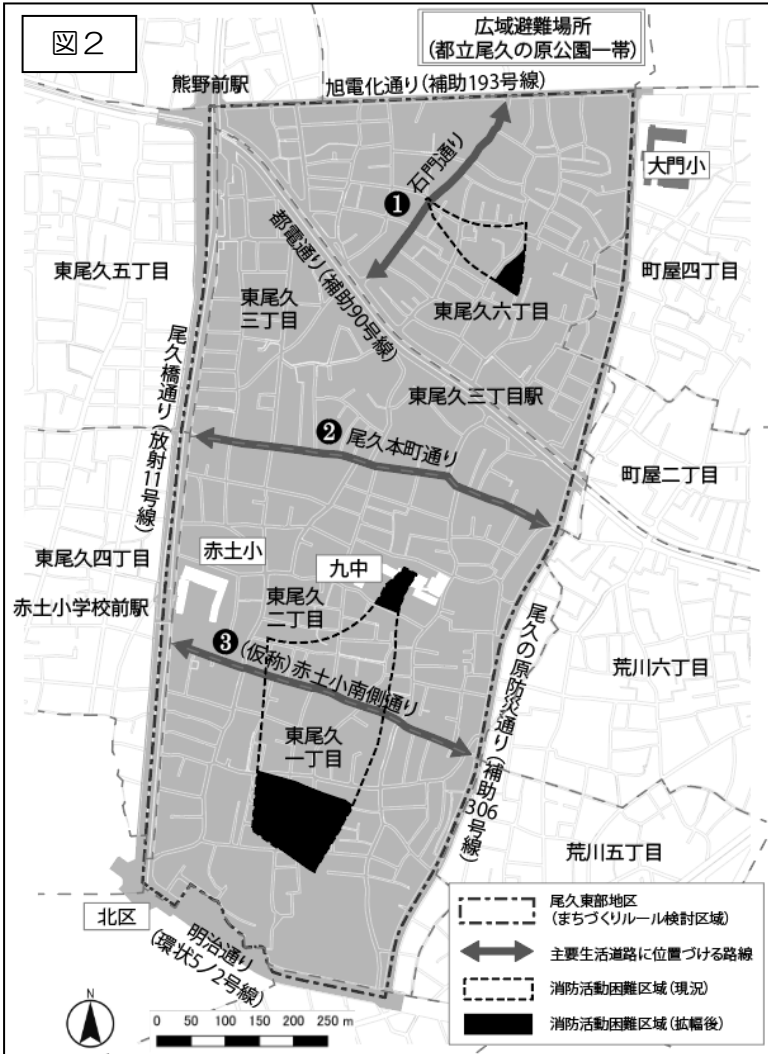 図2
広域避難場所
(都立尾久の原公園一帯)
熊野前駅
旭電化通り(補助193号線)
大門小
石門通り
❶
都電通り(補助90号線)
東尾久五丁目
東尾久
三丁目
東尾久六丁目
町屋四丁目
尾久橋通り(放射11号線)
東尾久三丁目駅
❷ 尾久本町通り
町屋二丁目
東尾久四丁目
赤土小
九中
赤土小学校前駅
東尾久
二丁目
❸(仮称)赤土小南側通り
尾久の原防災通り(補助306号線)
荒川六丁目
東尾久
一丁目
荒川五丁目
北区
明治通り
(環状5ノ2号線)
尾久東部地区
(まちづくりルール検討区域)
主要生活道路に位置づける路線
消防活動困難区域(現況)
消防活動困難区域(拡幅後)
N
0 50 100 150 200 250 m